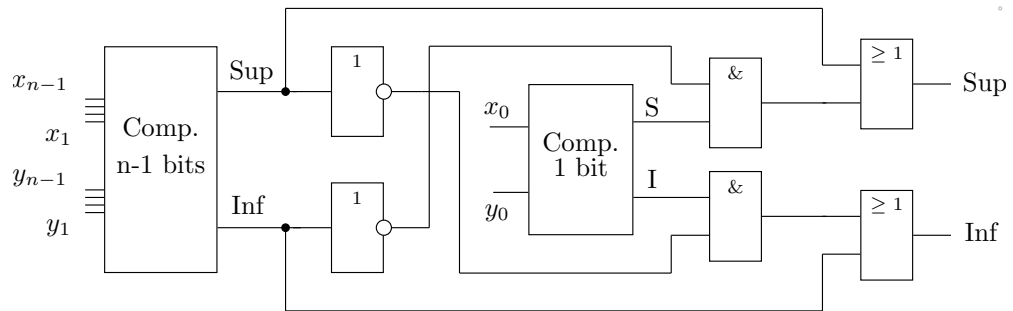 Sup
1
&
≥ 1
Sup
x_{n−1}
x_1
Comp.
n-1 bits
y_{n−1}
y_1
Inf
1
x_0
y_0
Comp.
1 bit
S
I
&
≥ 1
Inf